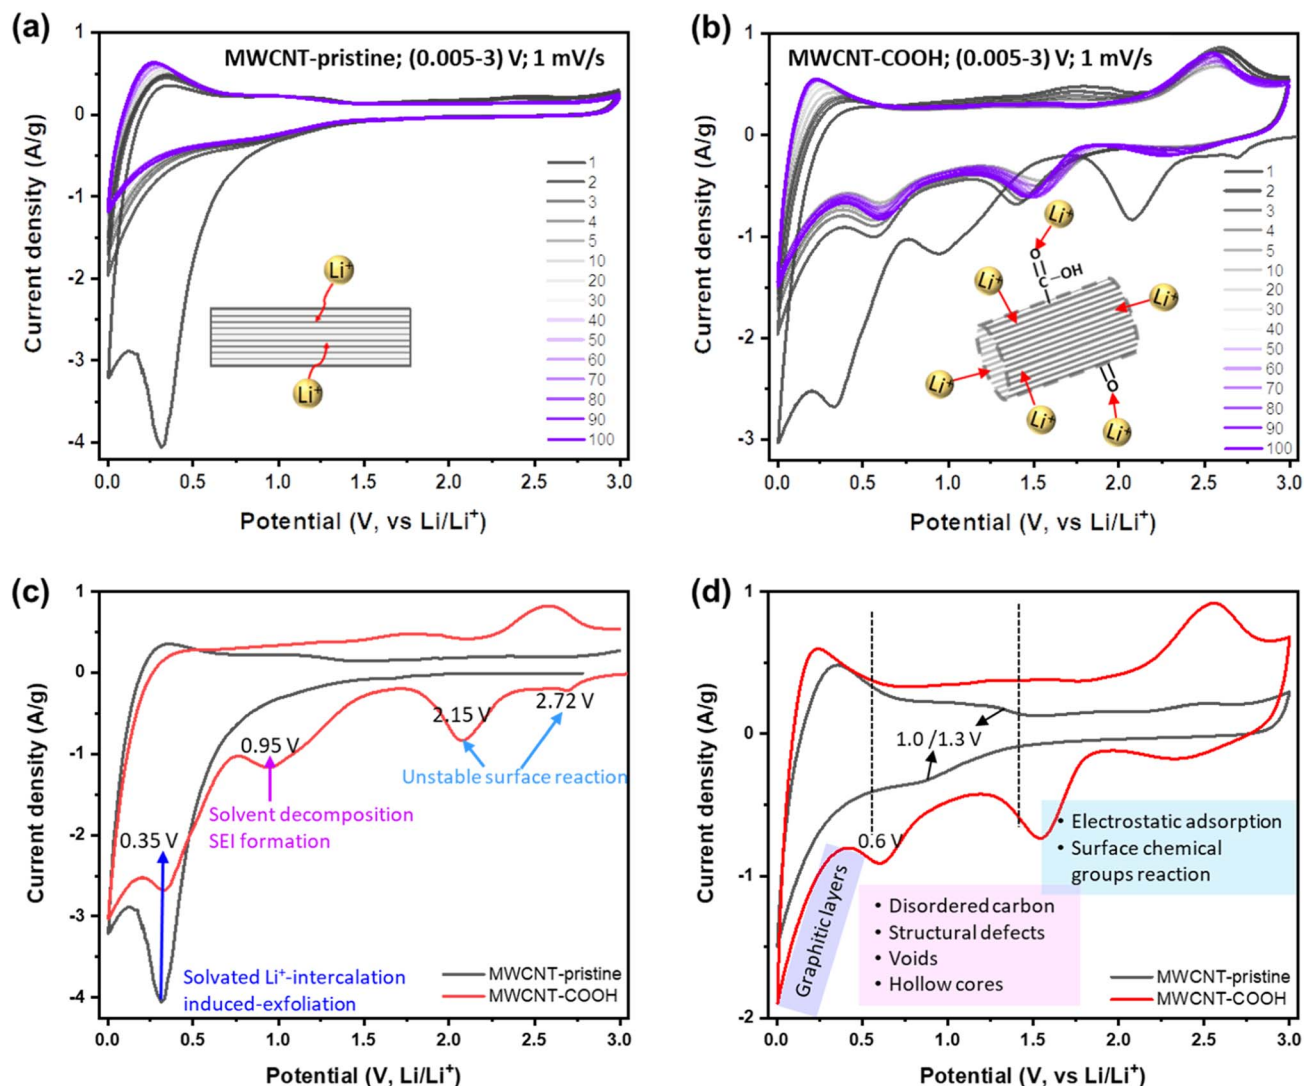 (a)
MWCNT-pristine; (0.005-3) V; 1 mV/s
Current density (A/g)
1
0
-1
-2
-3
-4
1
2
3
4
5
10
20
30
40
50
60
70
80
90
100
Li⁺
Li⁺
0.0 0.5 1.0 1.5 2.0 2.5 3.0
Potential (V, vs Li/Li⁺)
(b)
MWCNT-COOH; (0.005-3) V; 1 mV/s
Current density (A/g)
1
0
-1
-2
-3
1
2
3
4
5
10
20
30
40
50
60
70
80
90
100
Li⁺
O
C
-OH
Li⁺
Li⁺
Li⁺
Li⁺
O
Li⁺
0.0 0.5 1.0 1.5 2.0 2.5 3.0
Potential (V, vs Li/Li⁺)
(c)
Current density (A/g)
1
0
-1
-2
-3
-4
2.15 V
2.72 V
0.95 V
Unstable surface reaction
Solvent decomposition
SEI formation
0.35 V
Solvated Li⁺-intercalation
induced-exfoliation
MWCNT-pristine
MWCNT-COOH
0.0 0.5 1.0 1.5 2.0 2.5 3.0
Potential (V, Li/Li⁺)
(d)
Current density (A/g)
1
0
-1
-2
1.0 /1.3 V
0.6 V
• Electrostatic adsorption
• Surface chemical
groups reaction
Graphitic layers
• Disordered carbon
• Structural defects
• Voids
• Hollow cores
MWCNT-pristine
MWCNT-COOH
0.0 0.5 1.0 1.5 2.0 2.5 3.0
Potential (V, vs Li/Li⁺)